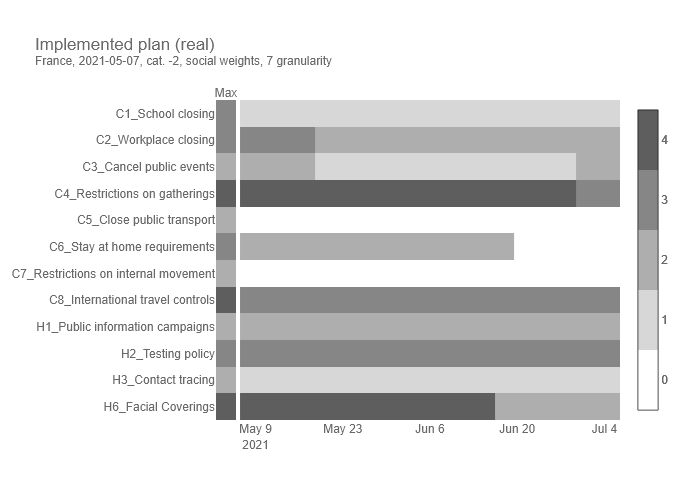 Implemented plan (real)
France, 2021-05-07, cat. -2, social weights, 7 granularity
Max
C1_School closing
C2_Workplace closing
C3_Cancel public events
C4_Restrictions on gatherings
C5_Close public transport
C6_Stay at home requirements
C7_Restrictions on internal movement
C8_International travel controls
H1_Public information campaigns
H2_Testing policy
H3_Contact tracing
H6_Facial Coverings
4
3
2
1
0
May 9 May 23 Jun 6 Jun 20 Jul 4
2021